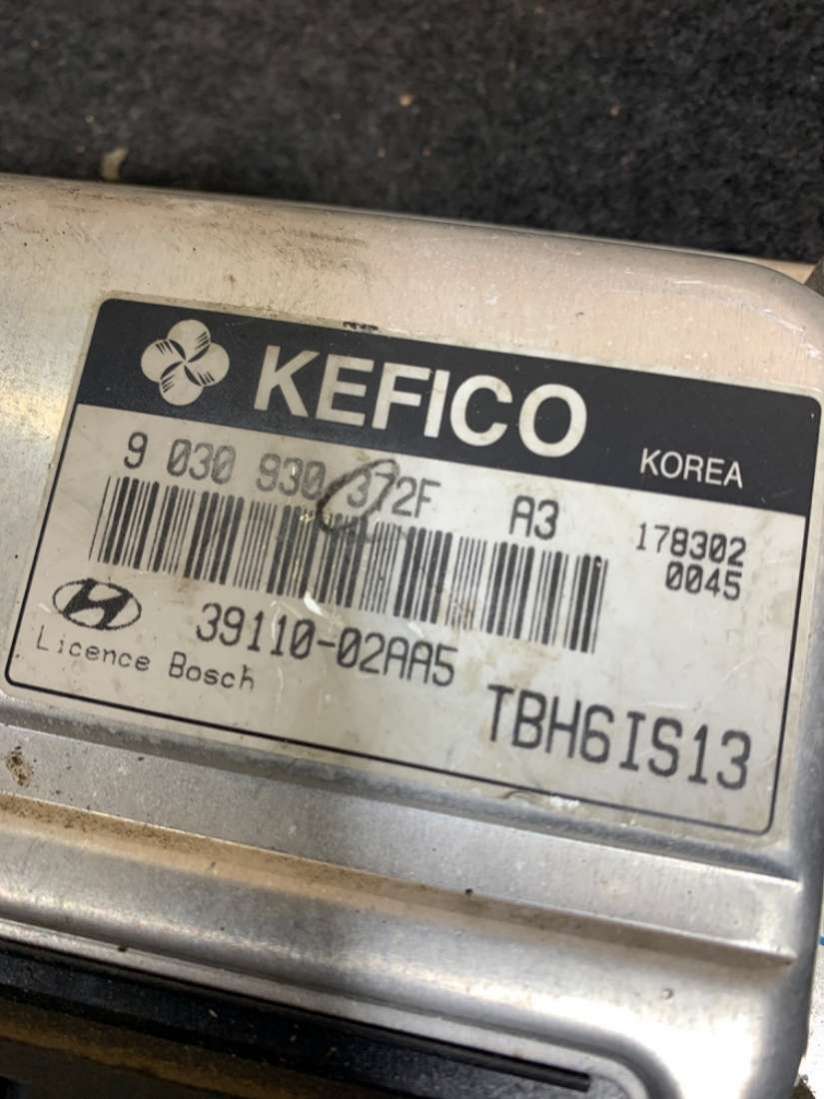 KEFICO
KOREA
9 030 930 372F A3
178302
0045
39110-02AA5
Licence Bosch
TBH6IS13